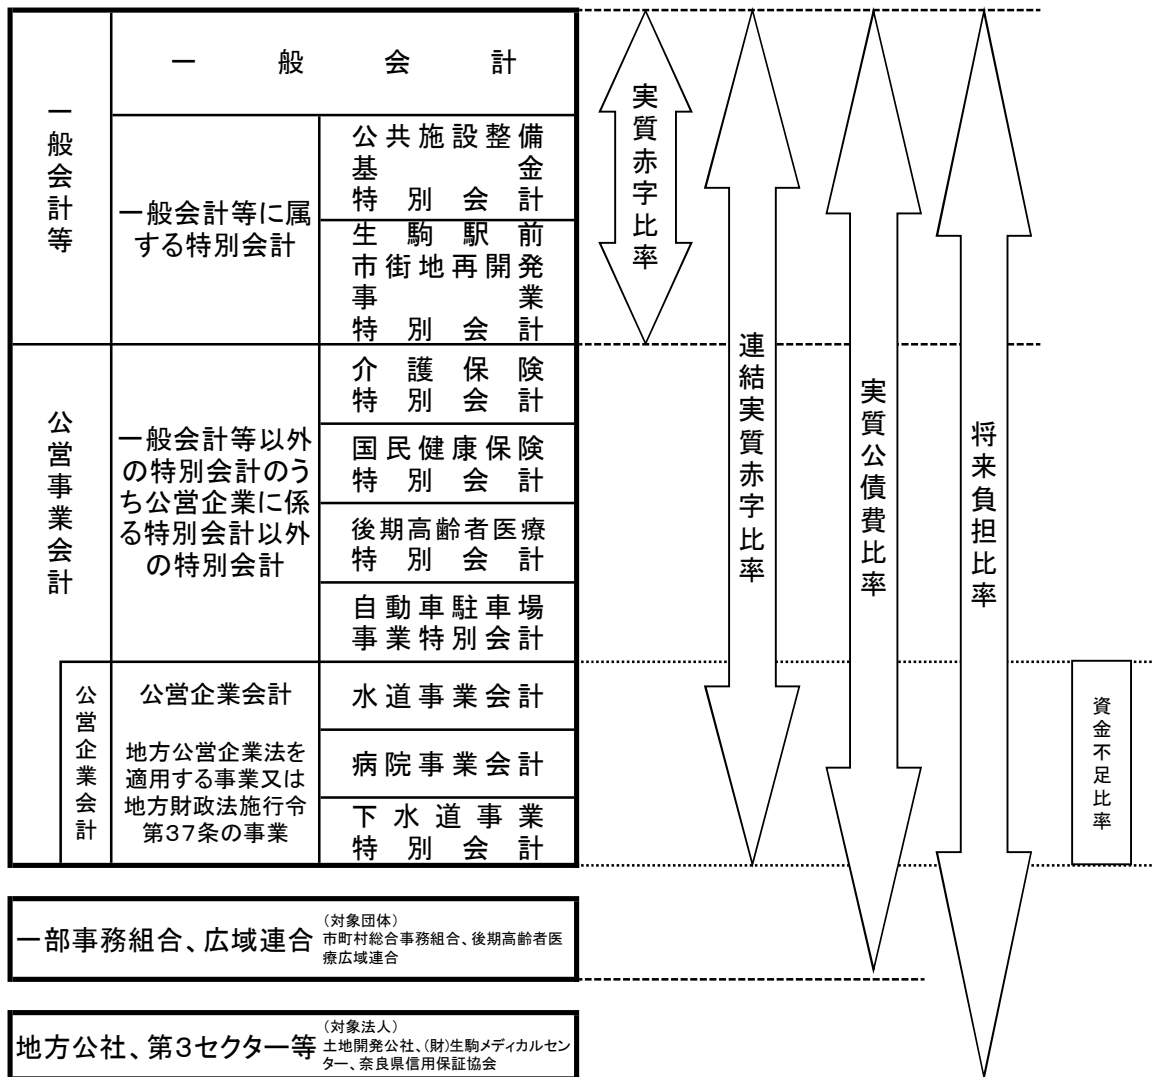 一般会計等
一般会計
一般会計等に属
する特別会計
公共施設整備
基金
特別会計
生駒駅前
市街地再開発
事業
特別会計
公営事業会計
一般会計等以外
の特別会計のう
ち公営企業に係
る特別会計以外
の特別会計
介護保険
特別会計
国民健康保険
特別会計
後期高齢者医療
特別会計
自動車駐車場
事業特別会計
公営企業会計
公営企業会計
地方公営企業法を
適用する事業又は
地方財政法施行令
第37条の事業
水道事業会計
病院事業会計
下水道事業
特別会計
実質赤字比率
連結実質赤字比率
実質公債費比率
将来負担比率
資金不足比率
一部事務組合、広域連合
(対象団体)
市町村総合事務組合、後期高齢者医
療広域連合
地方公社、第3セクター等
(対象法人)
土地開発公社、(財)生駒メディカルセン
ター、奈良県信用保証協会